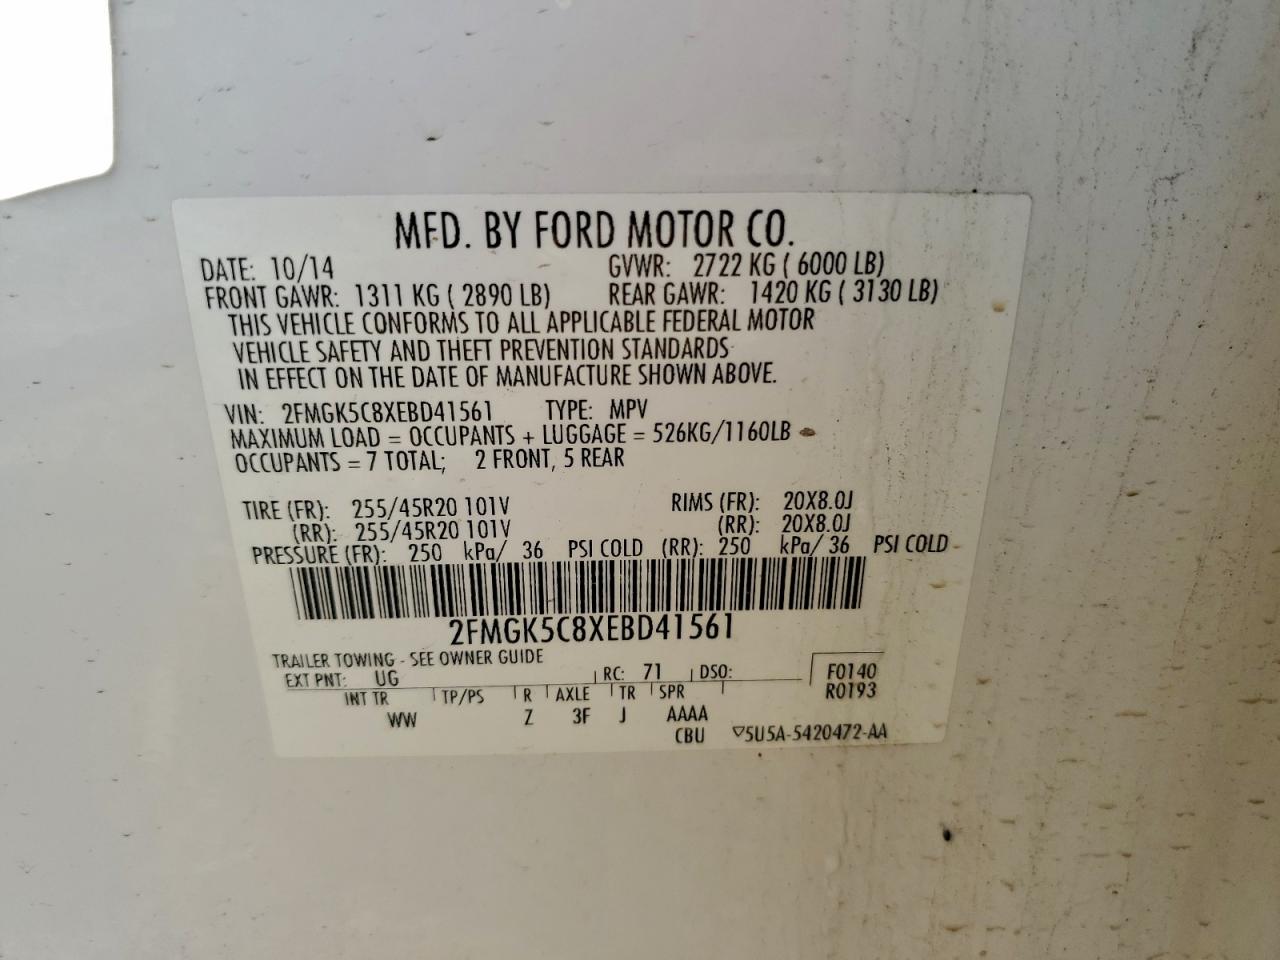 MFD. BY FORD MOTOR CO.
DATE: 10/14 GVWR: 2722 KG ( 6000 LB)
FRONT GAWR: 1311 KG ( 2890 LB) REAR GAWR: 1420 KG ( 3130 LB)
THIS VEHICLE CONFORMS TO ALL APPLICABLE FEDERAL MOTOR
VEHICLE SAFETY AND THEFT PREVENTION STANDARDS
IN EFFECT ON THE DATE OF MANUFACTURE SHOWN ABOVE.
VIN: 2FMGK5C8XEBD41561 TYPE: MPV
MAXIMUM LOAD = OCCUPANTS + LUGGAGE = 526KG/1160LB
OCCUPANTS = 7 TOTAL; 2 FRONT, 5 REAR
TIRE (FR): 255/45R20 101V RIMS (FR): 20X8.0J
(RR): 255/45R20 101V (RR): 20X8.0J
PRESSURE (FR): 250 kPa/ 36 PSI COLD (RR): 250 kPa/ 36 PSI COLD
2FMGK5C8XEBD41561
TRAILER TOWING - SEE OWNER GUIDE
EXT PNT: UG RC: 71 DSO: F0140
INT TR TP/PS R AXLE TR SPR R0193
WW Z 3F J AAAA
CBU ▽5U5A-5420472-AA